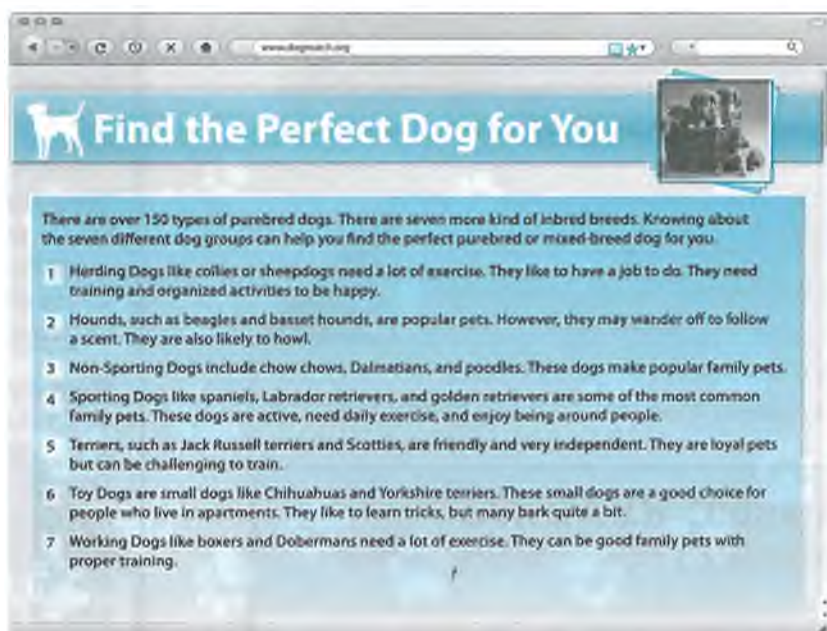 www.dogmatch.org
Find the Perfect Dog for You
There are over 150 types of purebred dogs. There are seven more kind of inbred breeds. Knowing about
the seven different dog groups can help you find the perfect purebred or mixed-breed dog for you.
1 Herding Dogs like collies or sheepdogs need a lot of exercise. They like to have a job to do. They need
training and organized activities to be happy.
2 Hounds, such as beagles and basset hounds, are popular pets. However, they may wander off to follow
a scent. They are also likely to howl.
3 Non-Sporting Dogs include chow chows, Dalmatians, and poodles. These dogs make popular family pets.
4 Sporting Dogs like spaniels, Labrador retrievers, and golden retrievers are some of the most common
family pets. These dogs are active, need daily exercise, and enjoy being around people.
5 Terriers, such as Jack Russell terriers and Scotties, are friendly and very independent. They are loyal pets
but can be challenging to train.
6 Toy Dogs are small dogs like Chihuahuas and Yorkshire terriers. These small dogs are a good choice for
people who live in apartments. They like to learn tricks, but many bark quite a bit.
7 Working Dogs like boxers and Dobermans need a lot of exercise. They can be good family pets with
proper training.